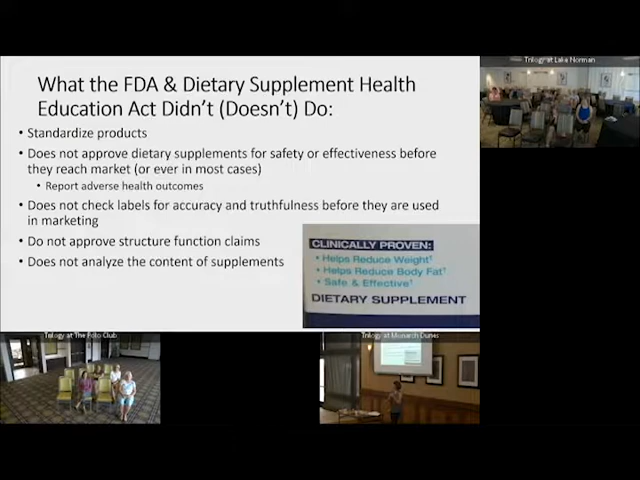 Trilogy at Lake Norman
What the FDA & Dietary Supplement Health
Education Act Didn't (Doesn't) Do:
• Standardize products
• Does not approve dietary supplements for safety or effectiveness before
they reach market (or ever in most cases)
• Report adverse health outcomes
• Does not check labels for accuracy and truthfulness before they are used
in marketing
• Do not approve structure function claims
• Does not analyze the content of supplements
CLINICALLY PROVEN:
• Helps Reduce Weight†
• Helps Reduce Body Fat†
• Safe & Effective†
DIETARY SUPPLEMENT
Trilogy at The Polo Club
Trilogy at Monarch Dunes